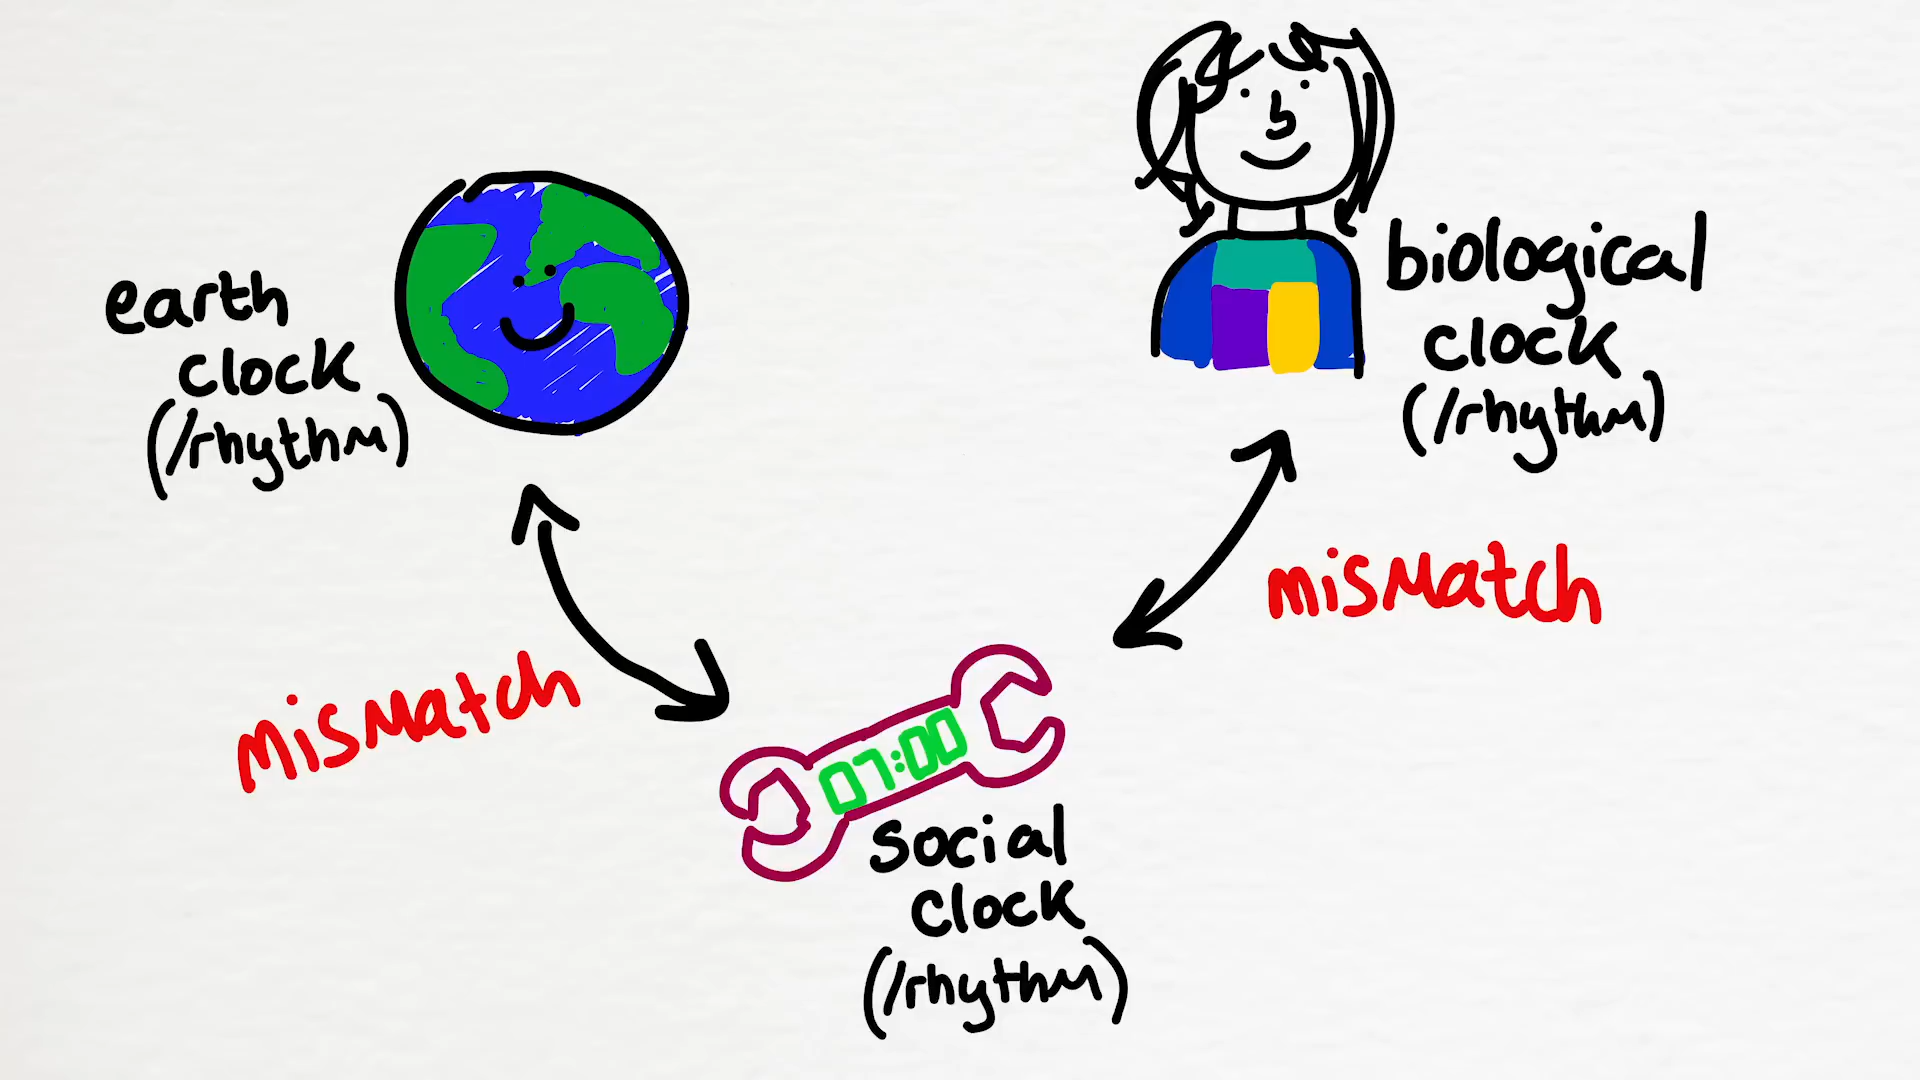 earth
clock
(/rhythm)
biological
clock
(/rhythm)
mismatch
mismatch
07:00
social
clock
(/rhythm)